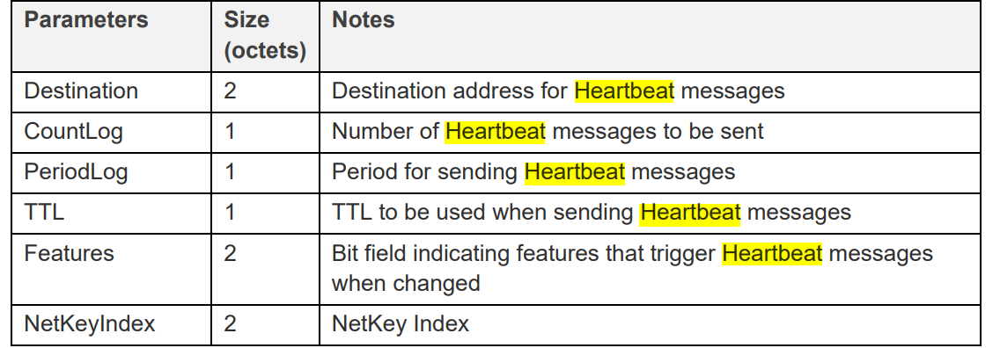 Parameters Size (octets) Notes
Destination 2 Destination address for Heartbeat messages
CountLog 1 Number of Heartbeat messages to be sent
PeriodLog 1 Period for sending Heartbeat messages
TTL 1 TTL to be used when sending Heartbeat messages
Features 2 Bit field indicating features that trigger Heartbeat messages
when changed
NetKeyIndex 2 NetKey Index